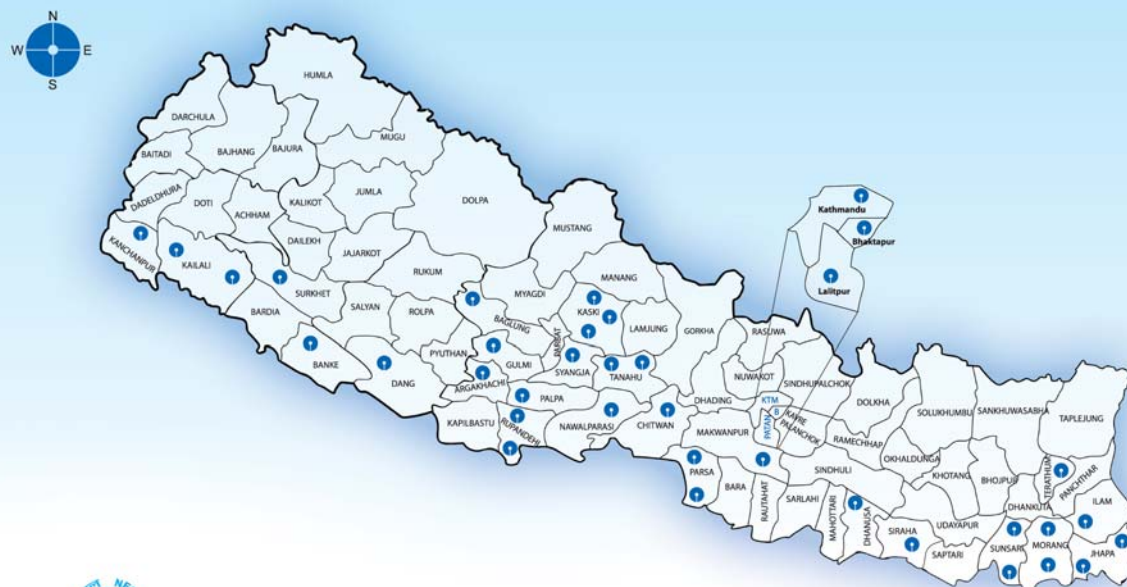 N
W E
S
HUMLA
DARCHULA
BAITADI
BAJHANG
BAJURA
MUGU
DADELDHURA
DOTI
ACHHAM
KALIKOT
JUMLA
DOLPA
KANCHANPUR
KAILALI
DAILEKH
JAJARKOT
SURKHET
RUKUM
MUSTANG
MANANG
BARDIA
SALYAN
ROLPA
MYAGDI
BAGLUNG
PARBAT
KASKI
LAMJUNG
GORKHA
RASUWA
Kathmandu
Bhaktapur
Lalitpur
BANKE
DANG
PYUTHAN
GULMI
ARGAKHACHI
SYANGJA
TANAHU
NUWAKOT
SINDHUPALCHOK
DOLKHA
KAPILBASTU
RUPANDEHI
PALPA
NAWALPARASI
CHITWAN
DHADING
KTM
B
PATAN
KAVRE
PALANCHOK
RAMECHHAP
SOLUKHUMBU
SANKHUWASABHA
TAPLEJUNG
MAKWANPUR
PARSA
BARA
RAUTAHAT
SARLAHI
SINDHULI
MAHOTTARI
DHANUSA
OKHALDUNGA
KHOTANG
BHOJPUR
TERATHUM
PANCHTHAR
SIRAHA
UDAYAPUR
SAPTARI
DHANKUTA
SUNSARI
MORANG
ILAM
JHAPA